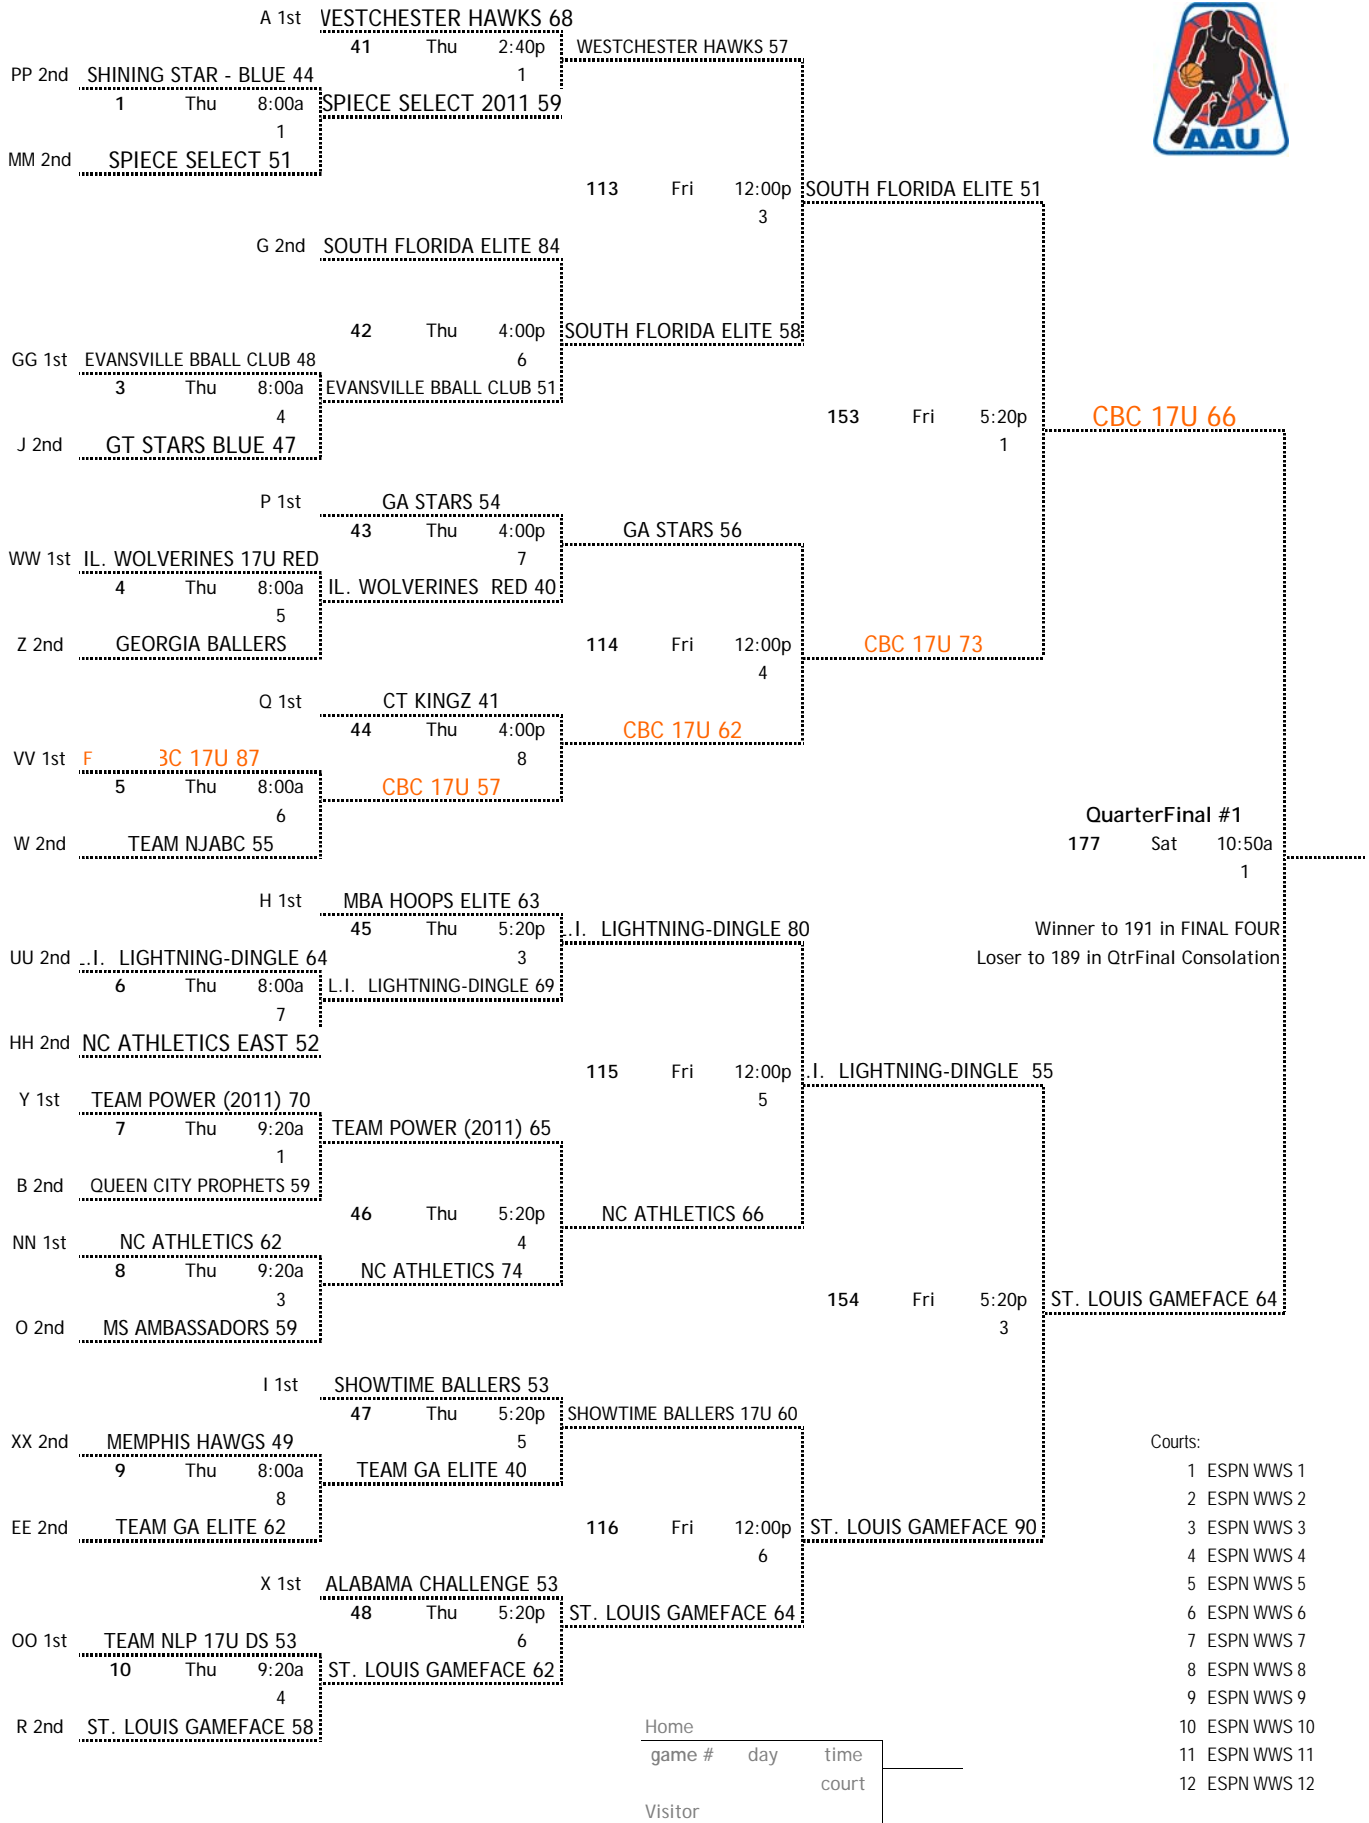 A 1st WESTCHESTER HAWKS 68
41 Thu 2:40p WESTCHESTER HAWKS 57
AAU
PP 2nd SHINING STAR - BLUE 44 1
1 Thu 8:00a SPIECE SELECT 2011 59
1
MM 2nd SPIECE SELECT 51
113 Fri 12:00p SOUTH FLORIDA ELITE 51
3
G 2nd SOUTH FLORIDA ELITE 84
42 Thu 4:00p SOUTH FLORIDA ELITE 58
GG 1st EVANSVILLE BBALL CLUB 48 6
3 Thu 8:00a EVANSVILLE BBALL CLUB 51
4 153 Fri 5:20p CBC 17U 66
J 2nd GT STARS BLUE 47 1
P 1st GA STARS 54
43 Thu 4:00p GA STARS 56
WW 1st IL. WOLVERINES 17U RED 7
4 Thu 8:00a IL. WOLVERINES RED 40
5
Z 2nd GEORGIA BALLERS 114 Fri 12:00p CBC 17U 73
4
Q 1st CT KINGZ 41
44 Thu 4:00p CBC 17U 62
VV 1st F BC 17U 87 8
5 Thu 8:00a CBC 17U 57
6 QuarterFinal #1
W 2nd TEAM NJABC 55 177 Sat 10:50a
1
H 1st MBA HOOPS ELITE 63
45 Thu 5:20p L.I. LIGHTNING-DINGLE 80 Winner to 191 in FINAL FOUR
UU 2nd L.I. LIGHTNING-DINGLE 64 3 Loser to 189 in QtrFinal Consolation
6 Thu 8:00a L.I. LIGHTNING-DINGLE 69
7
HH 2nd NC ATHLETICS EAST 52
115 Fri 12:00p L.I. LIGHTNING-DINGLE 55
Y 1st TEAM POWER (2011) 70 5
7 Thu 9:20a TEAM POWER (2011) 65
1
B 2nd QUEEN CITY PROPHETS 59
46 Thu 5:20p NC ATHLETICS 66
NN 1st NC ATHLETICS 62 4
8 Thu 9:20a NC ATHLETICS 74
3 154 Fri 5:20p ST. LOUIS GAMEFACE 64
O 2nd MS AMBASSADORS 59 3
I 1st SHOWTIME BALLERS 53
47 Thu 5:20p SHOWTIME BALLERS 17U 60
XX 2nd MEMPHIS HAWGS 49 5 Courts:
9 Thu 8:00a TEAM GA ELITE 40 1 ESPN WWS 1
8 2 ESPN WWS 2
EE 2nd TEAM GA ELITE 62 116 Fri 12:00p ST. LOUIS GAMEFACE 90 3 ESPN WWS 3
6 4 ESPN WWS 4
X 1st ALABAMA CHALLENGE 53 5 ESPN WWS 5
48 Thu 5:20p ST. LOUIS GAMEFACE 64 6 ESPN WWS 6
OO 1st TEAM NLP 17U DS 53 6 7 ESPN WWS 7
10 Thu 9:20a ST. LOUIS GAMEFACE 62 8 ESPN WWS 8
4 9 ESPN WWS 9
R 2nd ST. LOUIS GAMEFACE 58 Home 10 ESPN WWS 10
game # day time 11 ESPN WWS 11
court 12 ESPN WWS 12
Visitor